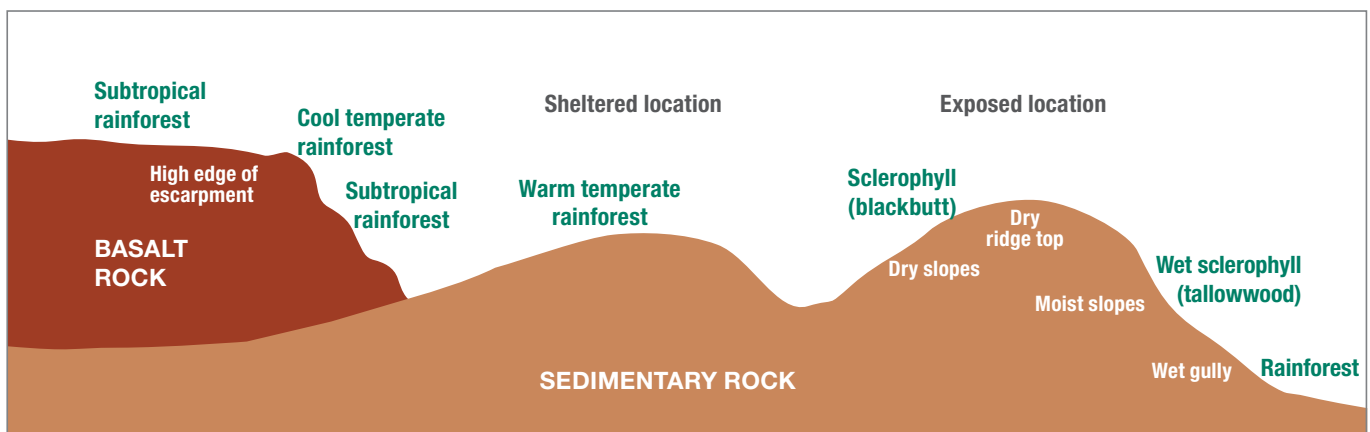 Subtropical
rainforest
Cool temperate
rainforest
Sheltered location
Exposed location
High edge of
escarpment
Subtropical
rainforest
Warm temperate
rainforest
Sclerophyll
(blackbutt)
Dry
ridge top
BASALT
ROCK
Dry slopes
Wet sclerophyll
(tallowwood)
Moist slopes
Wet gully
Rainforest
SEDIMENTARY ROCK